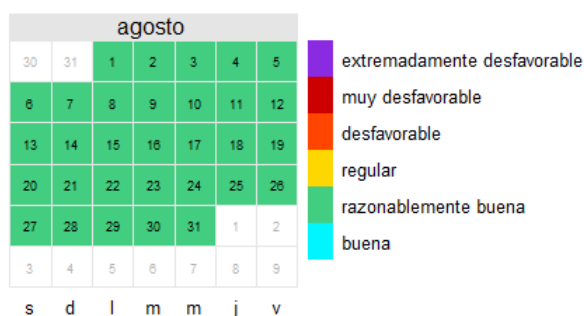 agosto
30 31 1 2 3 4 5
6 7 8 9 10 11 12
13 14 15 16 17 18 19
20 21 22 23 24 25 26
27 28 29 30 31 1 2
3 4 5 6 7 8 9
s d l m m j v
extremadamente desfavorable
muy desfavorable
desfavorable
regular
razonablemente buena
buena